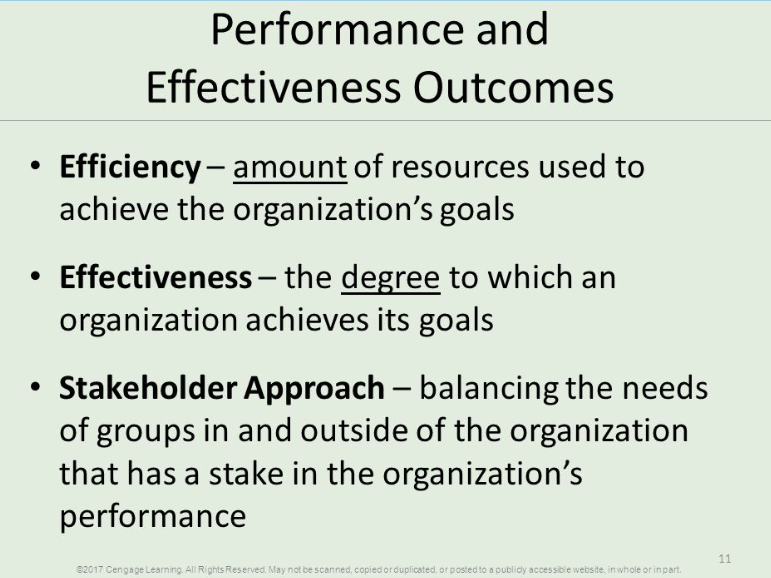 Performance and
Effectiveness Outcomes
• Efficiency – amount of resources used to
achieve the organization's goals
• Effectiveness – the degree to which an
organization achieves its goals
• Stakeholder Approach – balancing the needs
of groups in and outside of the organization
that has a stake in the organization's
performance
11
©2017 Cengage Learning. All Rights Reserved. May not be scanned, copied or duplicated, or posted to a publicly accessible website, in whole or in part.